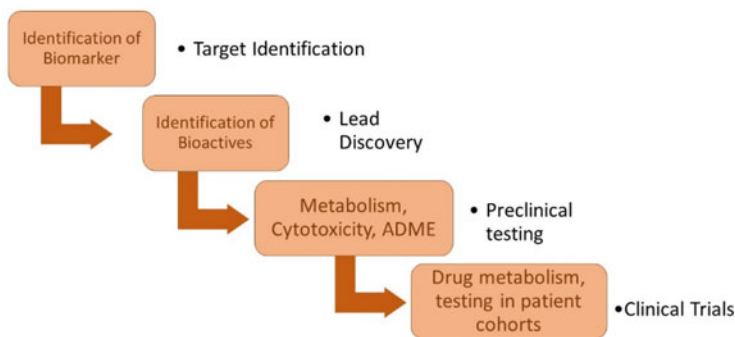 Identification of
Biomarker
• Target Identification
Identification of
Bioactives
• Lead
Discovery
Metabolism,
Cytotoxicity, ADME
• Preclinical
testing
Drug metabolism,
testing in patient
cohorts
•Clinical Trials